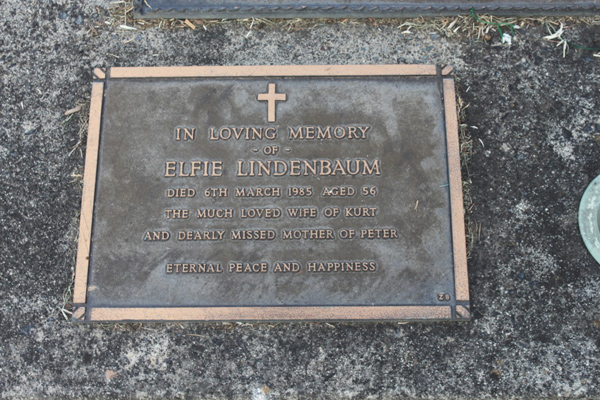 IN LOVING MEMORY
- OF -
ELFIE LINDENBAUM
DIED 6TH MARCH 1985 AGED 56
THE MUCH LOVED WIFE OF KURT
AND DEARLY MISSED MOTHER OF PETER
ETERNAL PEACE AND HAPPINESS